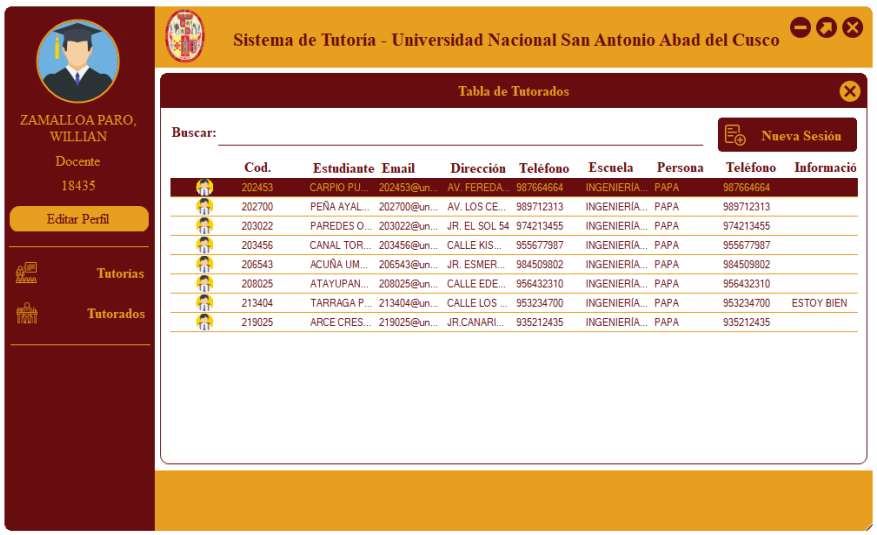 Sistema de Tutoría - Universidad Nacional San Antonio Abad del Cusco
ZAMALLOA PARO,
WILLIAN
Docente
18435
Editar Perfil
Tutorías
Tutorados
Tabla de Tutorados
Buscar:
Nueva Sesión
Cod. Estudiante Email Dirección Teléfono Escuela Persona Teléfono Informació
202453 CARPIO PU... 202453@un... AV. FEREDA... 987664664 INGENIERÍA... PAPA 987664664
202700 PEÑA AYAL... 202700@un... AV. LOS CE... 989712313 INGENIERÍA... PAPA 989712313
203022 PAREDES O... 203022@un... JR. EL SOL 54 974213455 INGENIERÍA... PAPA 974213455
203456 CANAL TOR... 203456@un... CALLE KIS... 955677987 INGENIERÍA... PAPA 955677987
206543 ACUÑA UM... 206543@un... JR. ESMER... 984509802 INGENIERÍA... PAPA 984509802
208025 ATAYUPAN... 208025@un... CALLE EDE... 956432310 INGENIERÍA... PAPA 956432310
213404 TARRAGA P... 213404@un... CALLE LOS ... 953234700 INGENIERÍA... PAPA 953234700 ESTOY BIEN
219025 ARCE CRES... 219025@un... JR.CANARI... 935212435 INGENIERÍA... PAPA 935212435